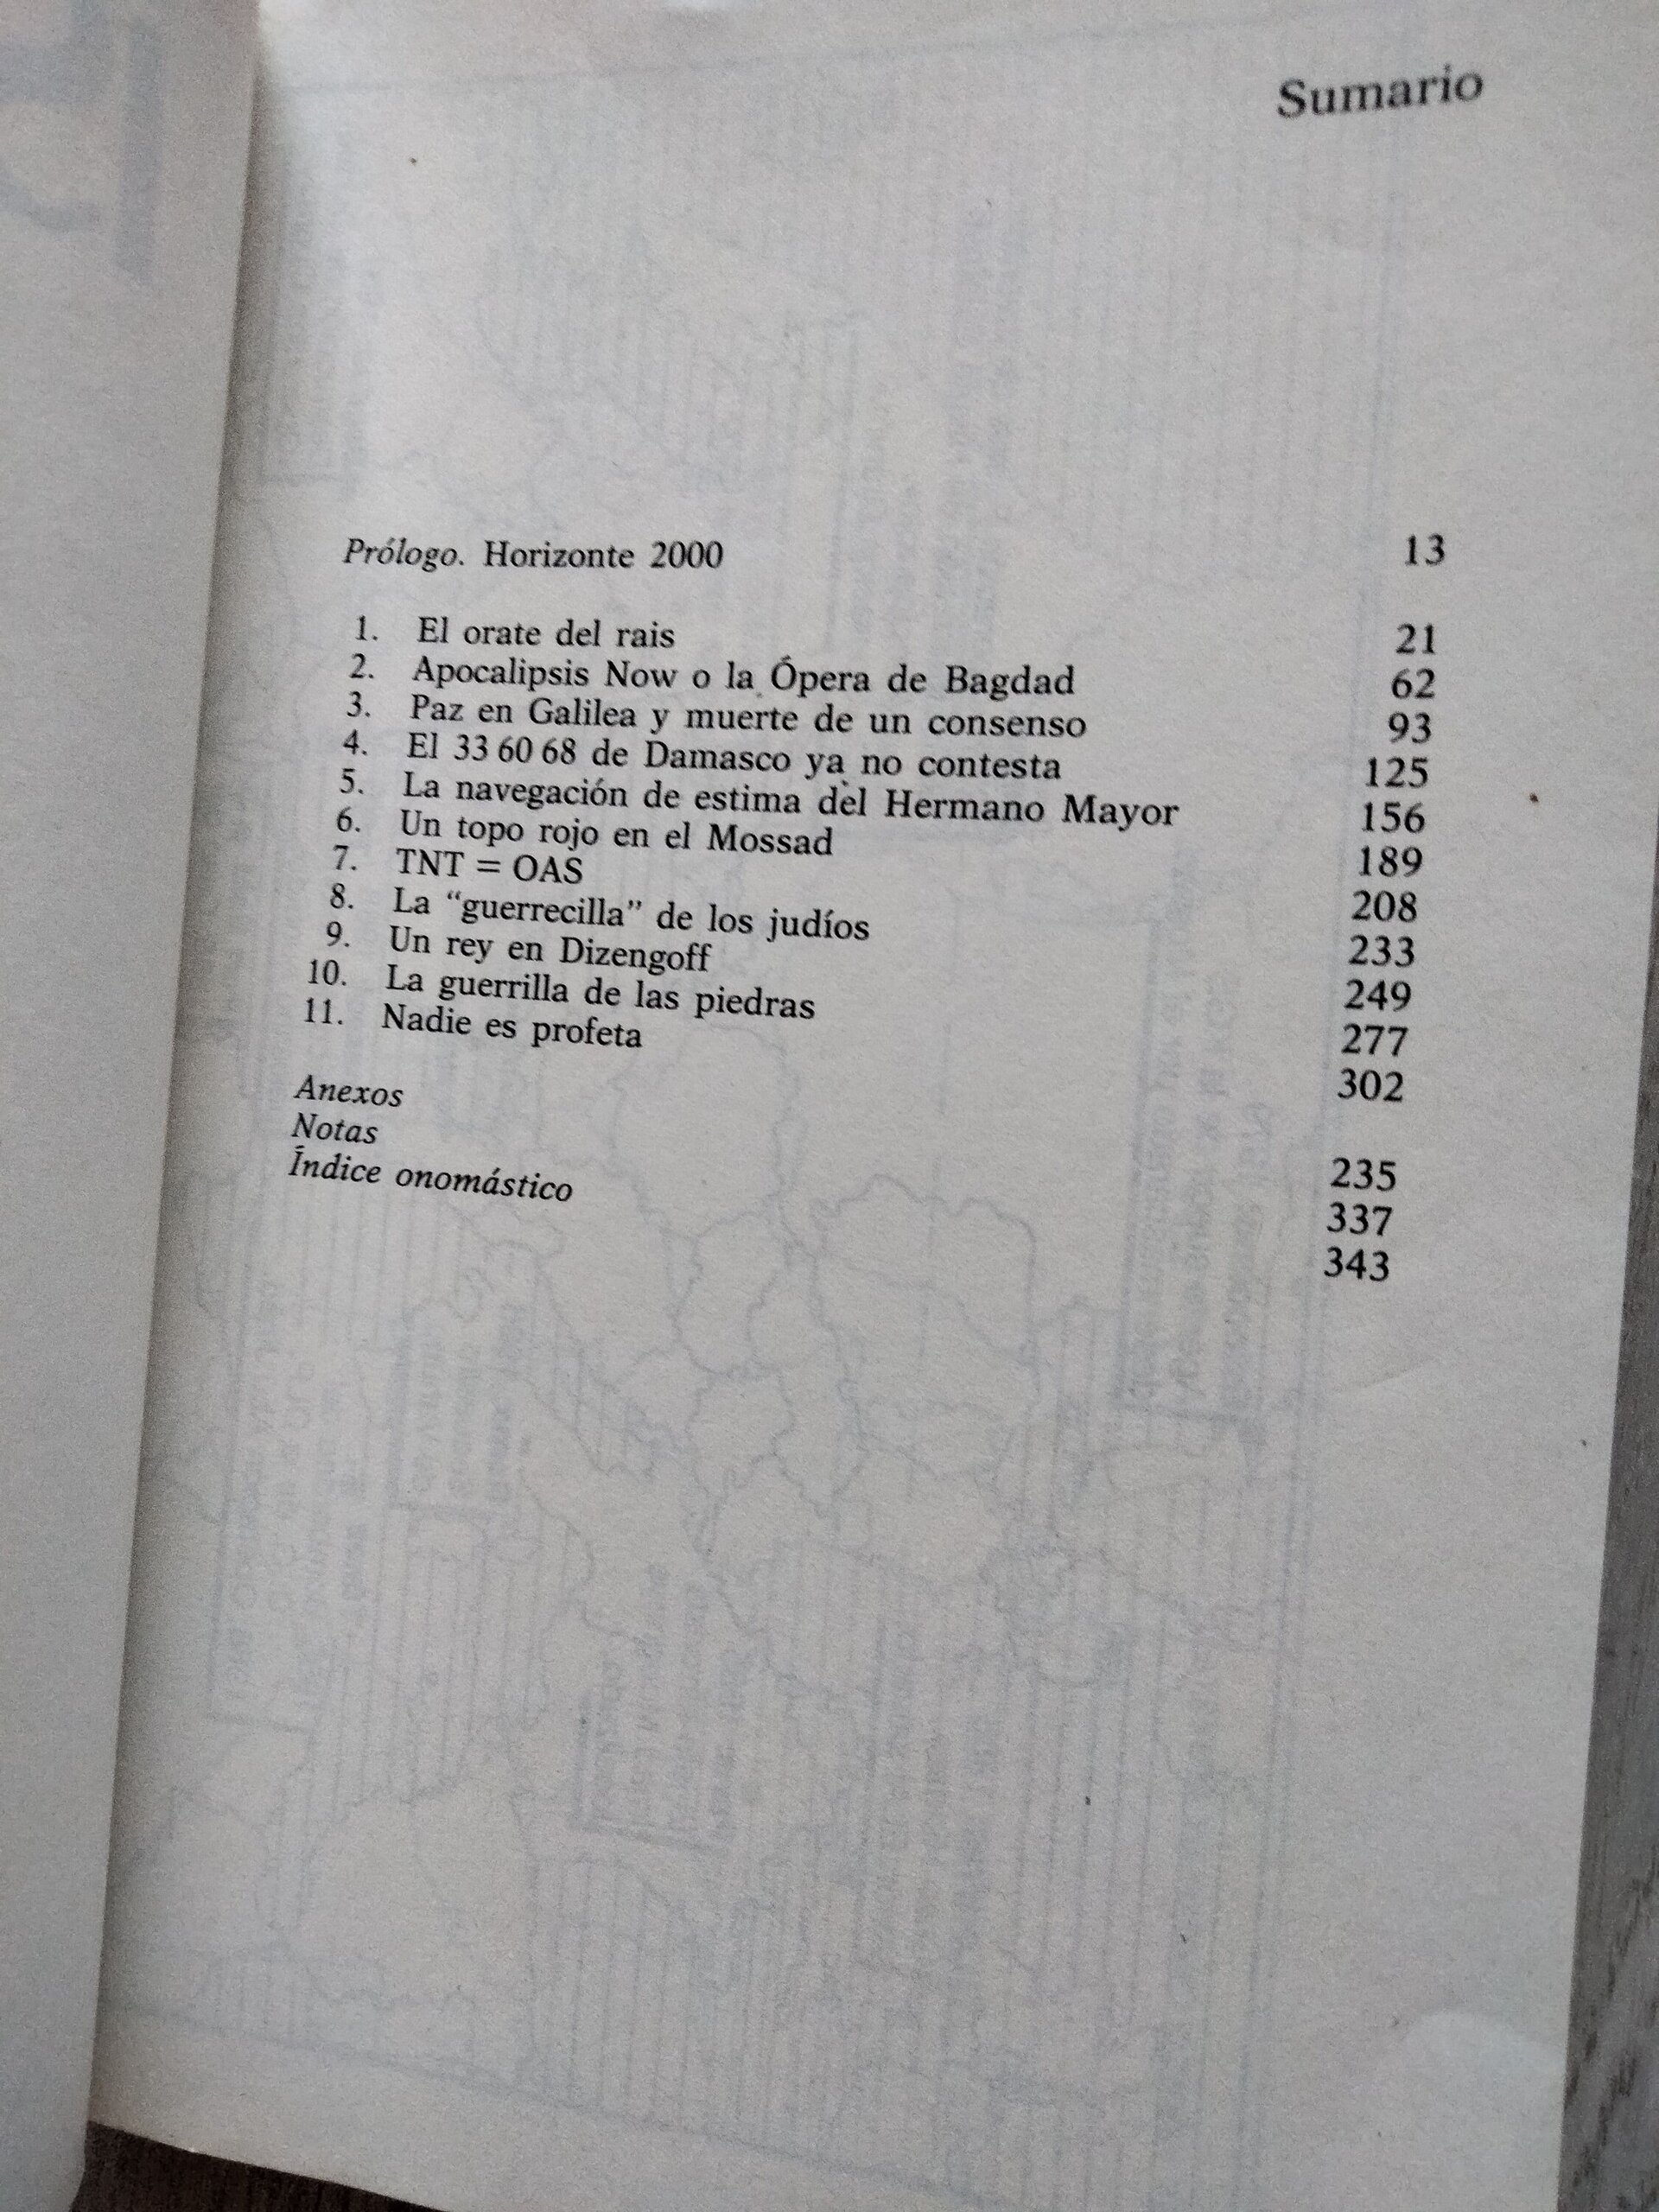 Sumario
Prólogo. Horizonte 2000 13
1. El orate del rais 21
2. Apocalipsis Now o la Ópera de Bagdad 62
3. Paz en Galilea y muerte de un consenso 93
4. El 33 60 68 de Damasco ya no contesta 125
5. La navegación de estima del Hermano Mayor 156
6. Un topo rojo en el Mossad 189
7. TNT = OAS 208
8. La “guerrecilla” de los judíos 233
9. Un rey en Dizengoff 249
10. La guerrilla de las piedras 277
11. Nadie es profeta 302
Anexos 235
Notas 337
Índice onomástico 343